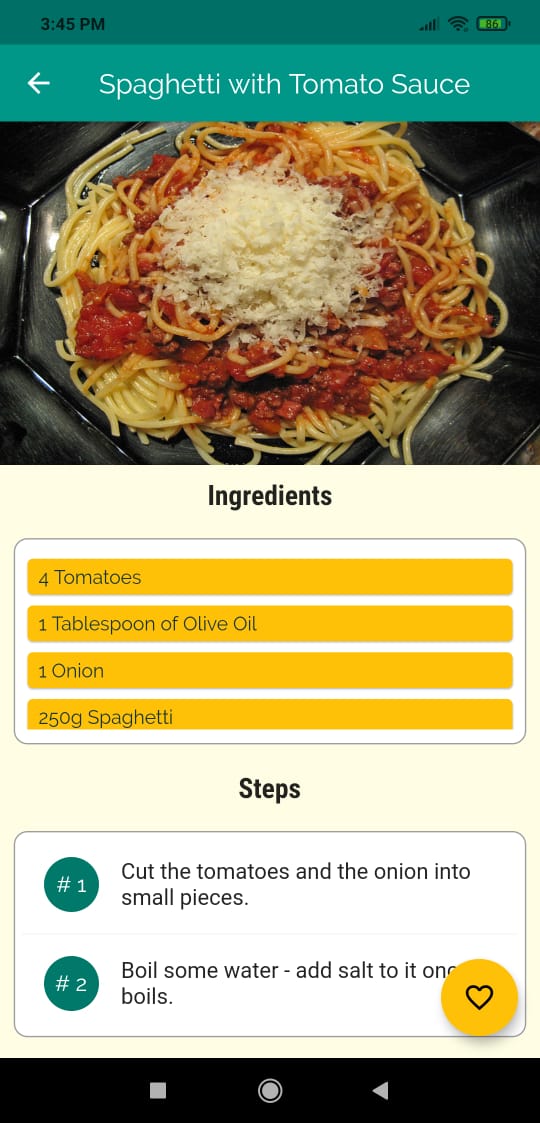 3:45 PM
86
Spaghetti with Tomato Sauce
Ingredients
4 Tomatoes
1 Tablespoon of Olive Oil
1 Onion
250g Spaghetti
Steps
# 1
Cut the tomatoes and the onion into
small pieces.
# 2
Boil some water - add salt to it
boils.